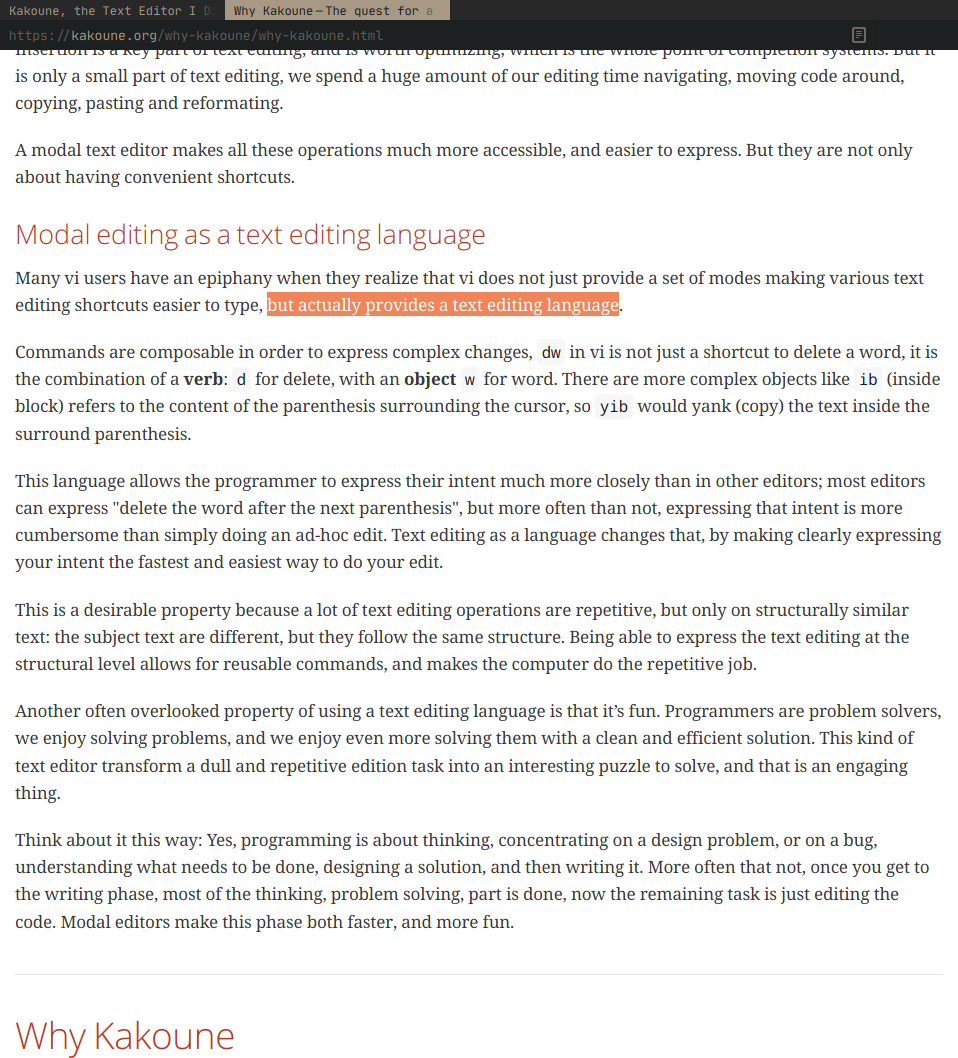 Kakoune, the Text Editor I D
Why Kakoune — The quest for a
https://kakoune.org/why-kakoune/why-kakoune.html
Insertion is a key part of text editing, and is worth optimizing, which is the whole point of completion systems. But it
is only a small part of text editing, we spend a huge amount of our editing time navigating, moving code around,
copying, pasting and reformating.
A modal text editor makes all these operations much more accessible, and easier to express. But they are not only
about having convenient shortcuts.
Modal editing as a text editing language
Many vi users have an epiphany when they realize that vi does not just provide a set of modes making various text
editing shortcuts easier to type, but actually provides a text editing language.
Commands are composable in order to express complex changes, dw in vi is not just a shortcut to delete a word, it is
the combination of a verb: d for delete, with an object w for word. There are more complex objects like ib (inside
block) refers to the content of the parenthesis surrounding the cursor, so yib would yank (copy) the text inside the
surround parenthesis.
This language allows the programmer to express their intent much more closely than in other editors; most editors
can express "delete the word after the next parenthesis", but more often than not, expressing that intent is more
cumbersome than simply doing an ad-hoc edit. Text editing as a language changes that, by making clearly expressing
your intent the fastest and easiest way to do your edit.
This is a desirable property because a lot of text editing operations are repetitive, but only on structurally similar
text: the subject text are different, but they follow the same structure. Being able to express the text editing at the
structural level allows for reusable commands, and makes the computer do the repetitive job.
Another often overlooked property of using a text editing language is that it’s fun. Programmers are problem solvers,
we enjoy solving problems, and we enjoy even more solving them with a clean and efficient solution. This kind of
text editor transform a dull and repetitive edition task into an interesting puzzle to solve, and that is an engaging
thing.
Think about it this way: Yes, programming is about thinking, concentrating on a design problem, or on a bug,
understanding what needs to be done, designing a solution, and then writing it. More often that not, once you get to
the writing phase, most of the thinking, problem solving, part is done, now the remaining task is just editing the
code. Modal editors make this phase both faster, and more fun.
Why Kakoune